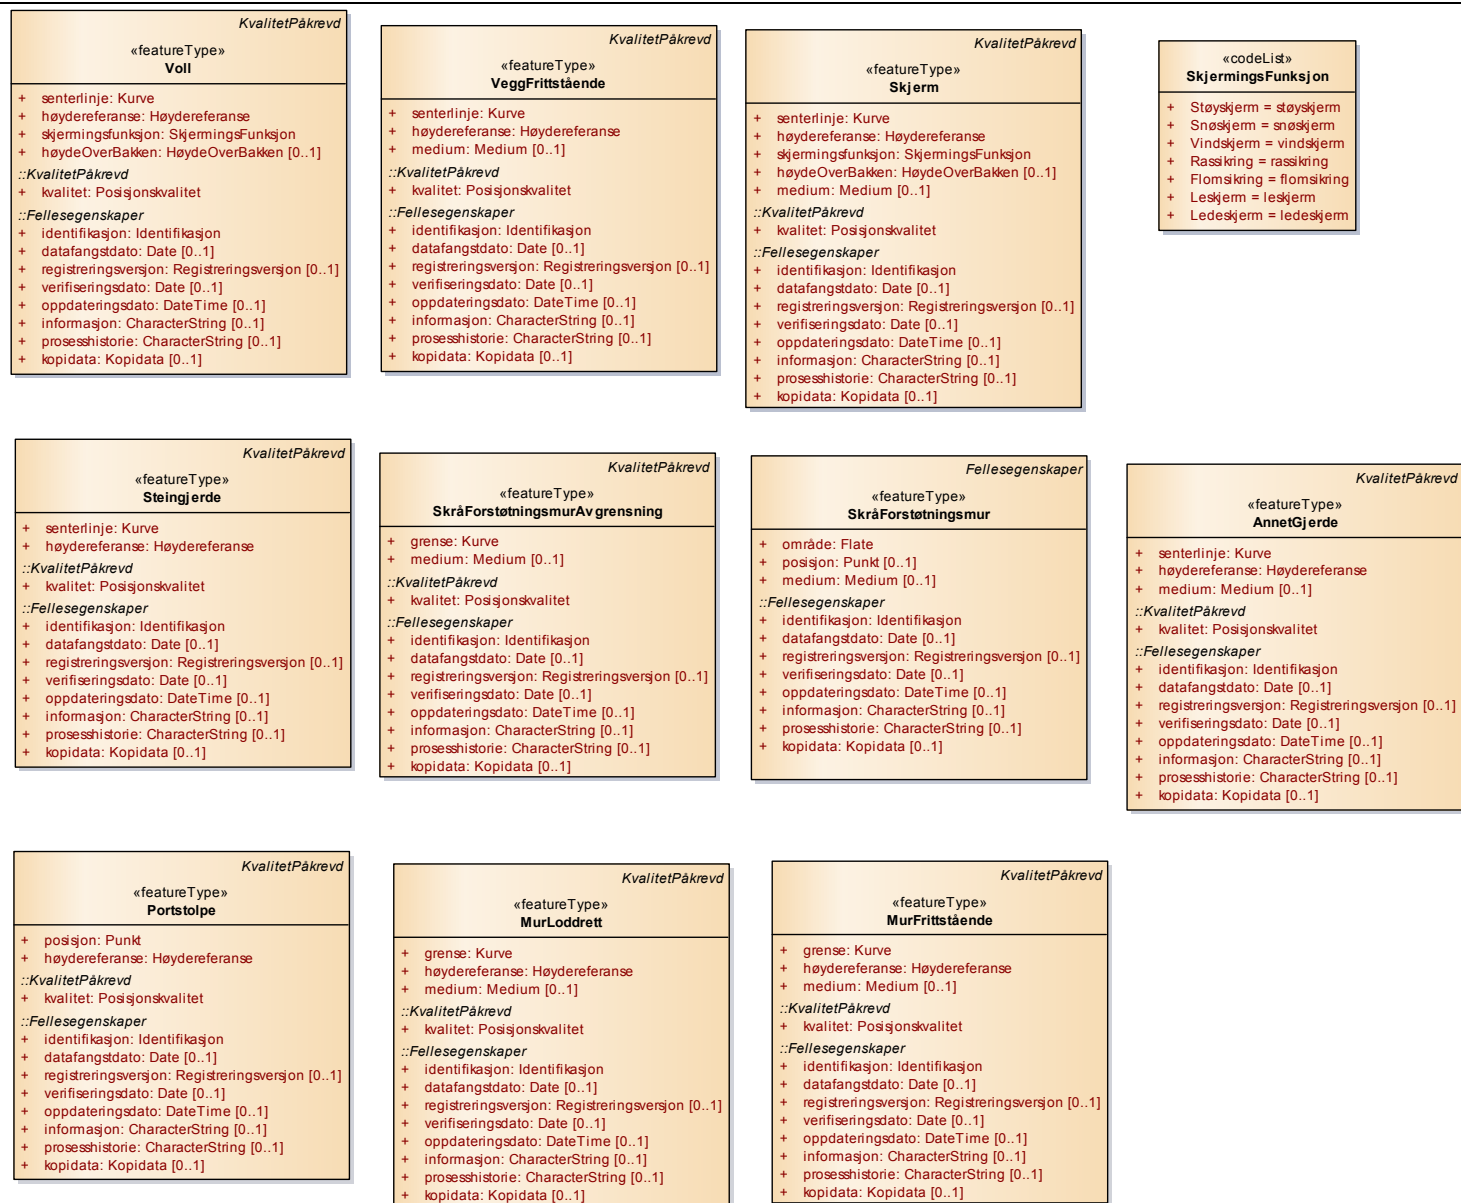 KvalitetPåkrevd
«featureType»
Voll
+ senterlinje: Kurve
+ høydereferanse: Høydereferanse
+ skjermingsfunksjon: SkjermingsFunksjon
+ høydeOverBakken: HøydeOverBakken [0..1]
::KvalitetPåkrevd
+ kvalitet: Posisjonskvalitet
::Fellesegenskaper
+ identifikasjon: Identifikasjon
+ datafangstdato: Date [0..1]
+ registreringsversjon: Registreringsversjon [0..1]
+ verifiseringsdato: Date [0..1]
+ oppdateringsdato: DateTime [0..1]
+ informasjon: CharacterString [0..1]
+ prosesshistorie: CharacterString [0..1]
+ kopidata: Kopidata [0..1]
KvalitetPåkrevd
«featureType»
VeggFrittstående
+ senterlinje: Kurve
+ høydereferanse: Høydereferanse
+ medium: Medium [0..1]
::KvalitetPåkrevd
+ kvalitet: Posisjonskvalitet
::Fellesegenskaper
+ identifikasjon: Identifikasjon
+ datafangstdato: Date [0..1]
+ registreringsversjon: Registreringsversjon [0..1]
+ verifiseringsdato: Date [0..1]
+ oppdateringsdato: DateTime [0..1]
+ informasjon: CharacterString [0..1]
+ prosesshistorie: CharacterString [0..1]
+ kopidata: Kopidata [0..1]
KvalitetPåkrevd
«featureType»
Skjerm
+ senterlinje: Kurve
+ høydereferanse: Høydereferanse
+ skjermingsfunksjon: SkjermingsFunksjon
+ høydeOverBakken: HøydeOverBakken [0..1]
+ medium: Medium [0..1]
::KvalitetPåkrevd
+ kvalitet: Posisjonskvalitet
::Fellesegenskaper
+ identifikasjon: Identifikasjon
+ datafangstdato: Date [0..1]
+ registreringsversjon: Registreringsversjon [0..1]
+ verifiseringsdato: Date [0..1]
+ oppdateringsdato: DateTime [0..1]
+ informasjon: CharacterString [0..1]
+ prosesshistorie: CharacterString [0..1]
+ kopidata: Kopidata [0..1]
«codeList»
SkjermingsFunksjon
+ Støyskjerm = støyskjerm
+ Snøskjerm = snøskjerm
+ Vindskjerm = vindskjerm
+ Rassikring = rassikring
+ Flomsikring = flomsikring
+ Leskjerm = leskjerm
+ Ledeskjerm = ledeskjerm
KvalitetPåkrevd
«featureType»
Steingjerde
+ senterlinje: Kurve
+ høydereferanse: Høydereferanse
::KvalitetPåkrevd
+ kvalitet: Posisjonskvalitet
::Fellesegenskaper
+ identifikasjon: Identifikasjon
+ datafangstdato: Date [0..1]
+ registreringsversjon: Registreringsversjon [0..1]
+ verifiseringsdato: Date [0..1]
+ oppdateringsdato: DateTime [0..1]
+ informasjon: CharacterString [0..1]
+ prosesshistorie: CharacterString [0..1]
+ kopidata: Kopidata [0..1]
KvalitetPåkrevd
«featureType»
SkråForstøtningsmurAvgrensning
+ grense: Kurve
+ medium: Medium [0..1]
::KvalitetPåkrevd
+ kvalitet: Posisjonskvalitet
::Fellesegenskaper
+ identifikasjon: Identifikasjon
+ datafangstdato: Date [0..1]
+ registreringsversjon: Registreringsversjon [0..1]
+ verifiseringsdato: Date [0..1]
+ oppdateringsdato: DateTime [0..1]
+ informasjon: CharacterString [0..1]
+ prosesshistorie: CharacterString [0..1]
+ kopidata: Kopidata [0..1]
Fellesegenskaper
«featureType»
SkråForstøtningsmur
+ område: Flate
+ posisjon: Punkt [0..1]
+ medium: Medium [0..1]
::Fellesegenskaper
+ identifikasjon: Identifikasjon
+ datafangstdato: Date [0..1]
+ registreringsversjon: Registreringsversjon [0..1]
+ verifiseringsdato: Date [0..1]
+ oppdateringsdato: DateTime [0..1]
+ informasjon: CharacterString [0..1]
+ prosesshistorie: CharacterString [0..1]
+ kopidata: Kopidata [0..1]
KvalitetPåkrevd
«featureType»
AnnetGjerde
+ senterlinje: Kurve
+ høydereferanse: Høydereferanse
+ medium: Medium [0..1]
::KvalitetPåkrevd
+ kvalitet: Posisjonskvalitet
::Fellesegenskaper
+ identifikasjon: Identifikasjon
+ datafangstdato: Date [0..1]
+ registreringsversjon: Registreringsversjon [0..1]
+ verifiseringsdato: Date [0..1]
+ oppdateringsdato: DateTime [0..1]
+ informasjon: CharacterString [0..1]
+ prosesshistorie: CharacterString [0..1]
+ kopidata: Kopidata [0..1]
KvalitetPåkrevd
«featureType»
Portstolpe
+ posisjon: Punkt
+ høydereferanse: Høydereferanse
::KvalitetPåkrevd
+ kvalitet: Posisjonskvalitet
::Fellesegenskaper
+ identifikasjon: Identifikasjon
+ datafangstdato: Date [0..1]
+ registreringsversjon: Registreringsversjon [0..1]
+ verifiseringsdato: Date [0..1]
+ oppdateringsdato: DateTime [0..1]
+ informasjon: CharacterString [0..1]
+ prosesshistorie: CharacterString [0..1]
+ kopidata: Kopidata [0..1]
KvalitetPåkrevd
«featureType»
MurLoddrett
+ grense: Kurve
+ høydereferanse: Høydereferanse
+ medium: Medium [0..1]
::KvalitetPåkrevd
+ kvalitet: Posisjonskvalitet
::Fellesegenskaper
+ identifikasjon: Identifikasjon
+ datafangstdato: Date [0..1]
+ registreringsversjon: Registreringsversjon [0..1]
+ verifiseringsdato: Date [0..1]
+ oppdateringsdato: DateTime [0..1]
+ informasjon: CharacterString [0..1]
+ prosesshistorie: CharacterString [0..1]
+ kopidata: Kopidata [0..1]
KvalitetPåkrevd
«featureType»
MurFrittstående
+ grense: Kurve
+ høydereferanse: Høydereferanse
+ medium: Medium [0..1]
::KvalitetPåkrevd
+ kvalitet: Posisjonskvalitet
::Fellesegenskaper
+ identifikasjon: Identifikasjon
+ datafangstdato: Date [0..1]
+ registreringsversjon: Registreringsversjon [0..1]
+ verifiseringsdato: Date [0..1]
+ oppdateringsdato: DateTime [0..1]
+ informasjon: CharacterString [0..1]
+ prosesshistorie: CharacterString [0..1]
+ kopidata: Kopidata [0..1]